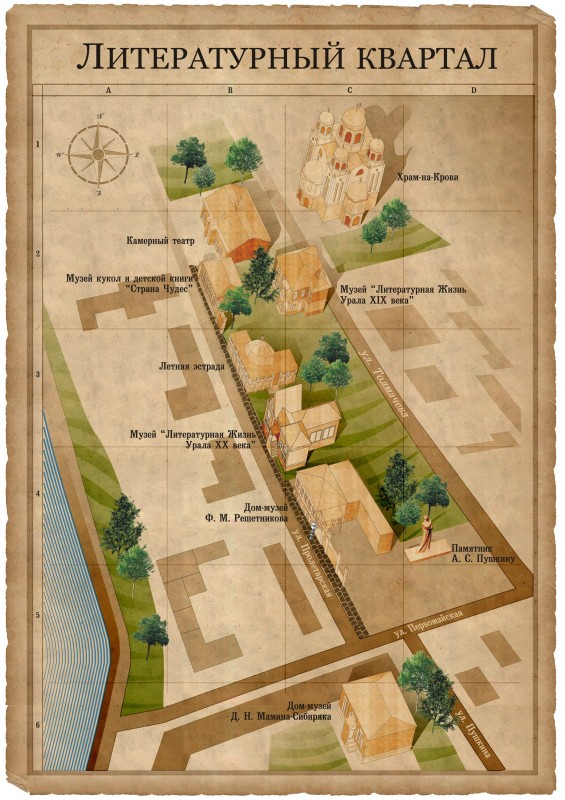 Литературный квартал
A B C D
N
W E
S
1
Храм-на-Крови
Камерный театр
2
Музей кукол и детской книги
"Страна Чудес"
Музей "Литературная Жизнь
Урала XIX века"
3
Летняя эстрада
ул. Толмачева
Музей "Литературная Жизнь
Урала XX века"
4
Дом-музей
Ф. М. Решетникова
ул. Пролетарская
Памятник
А. С. Пушкину
5
ул. Первомайская
Дом-музей
Д. Н. Мамина-Сибиряка
6
ул. Пушкина